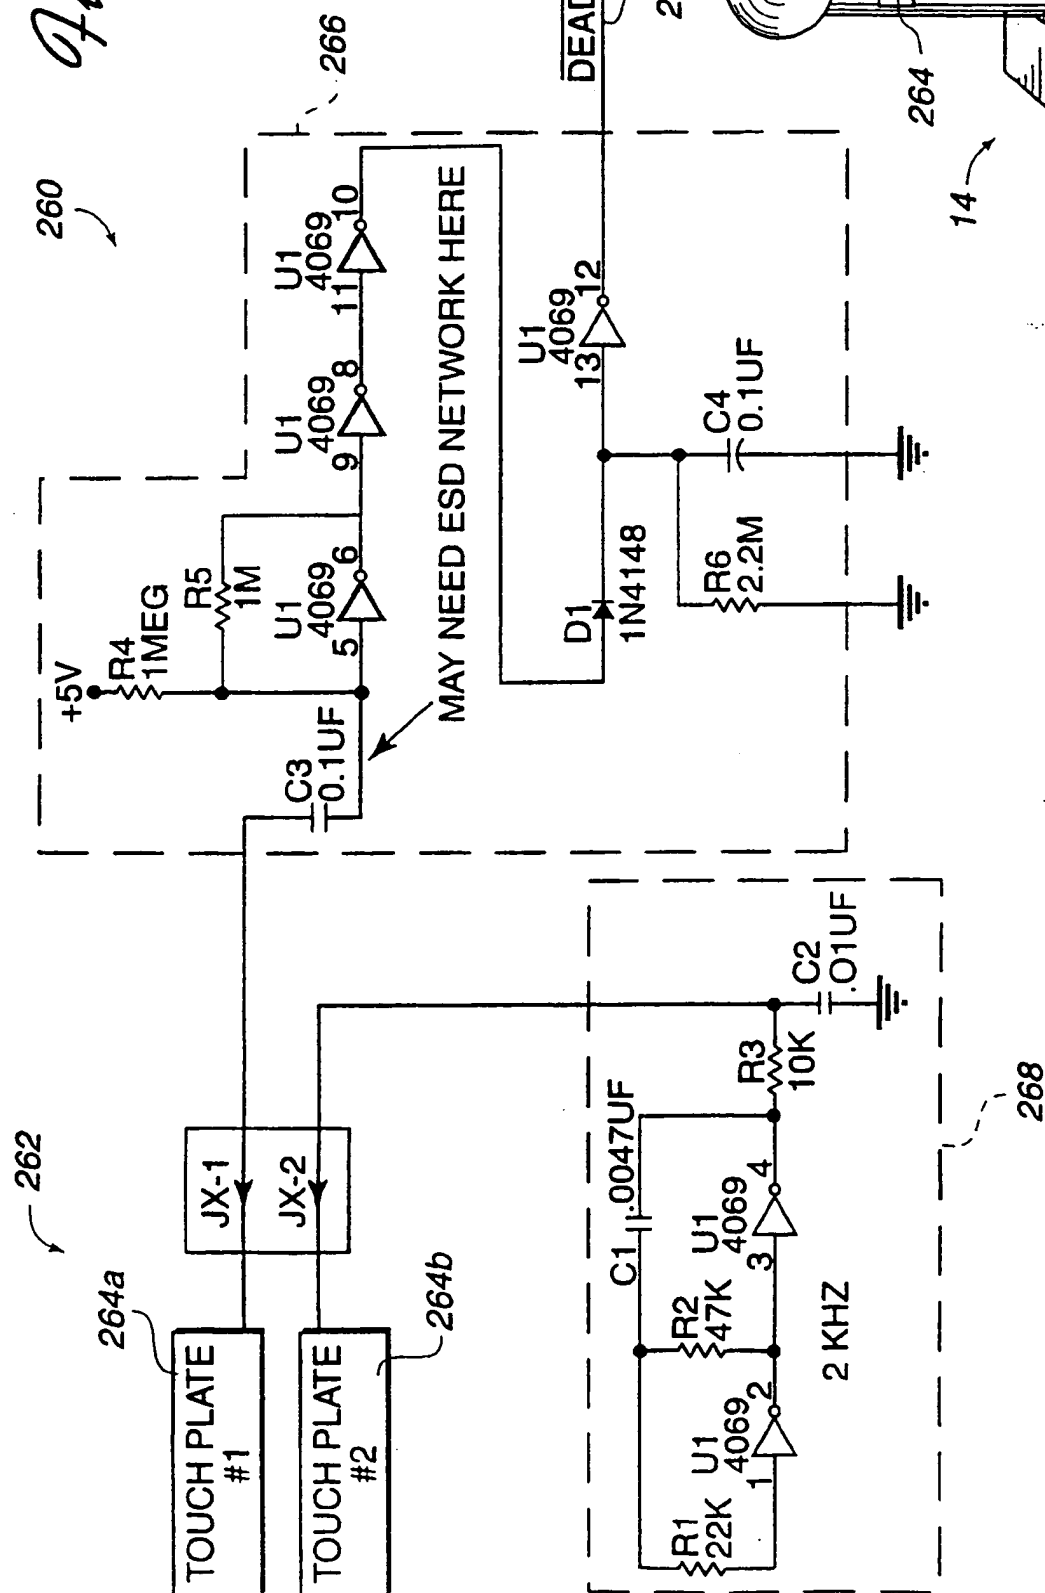 260
266
+5V
R4
1MEG
R5
1M
U1
4069
5
6
U1
4069
9
8
U1
4069
11
10
C3
0.1UF
MAY NEED ESD NETWORK HERE
D1
1N4148
U1
4069
13
12
DEAD
R6
2.2M
C4
0.1UF
264
14
262
264a
TOUCH PLATE
#1
JX-1
TOUCH PLATE
#2
JX-2
264b
C1
.0047UF
R1
22K
U1
4069
1
2
R2
47K
U1
4069
3
4
R3
10K
C2
.O1UF
2 KHZ
268